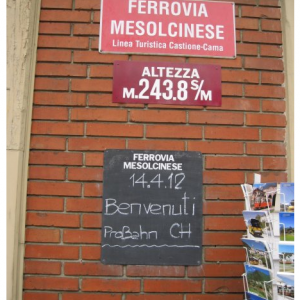 FERROVIA
MESOLCINESE
Linea Turistica Castione-Cama
ALTEZZA
M.243.8 S/M
FERROVIA
MESOLCINESE
14.4.12
Benvenuti
ProBahn CH